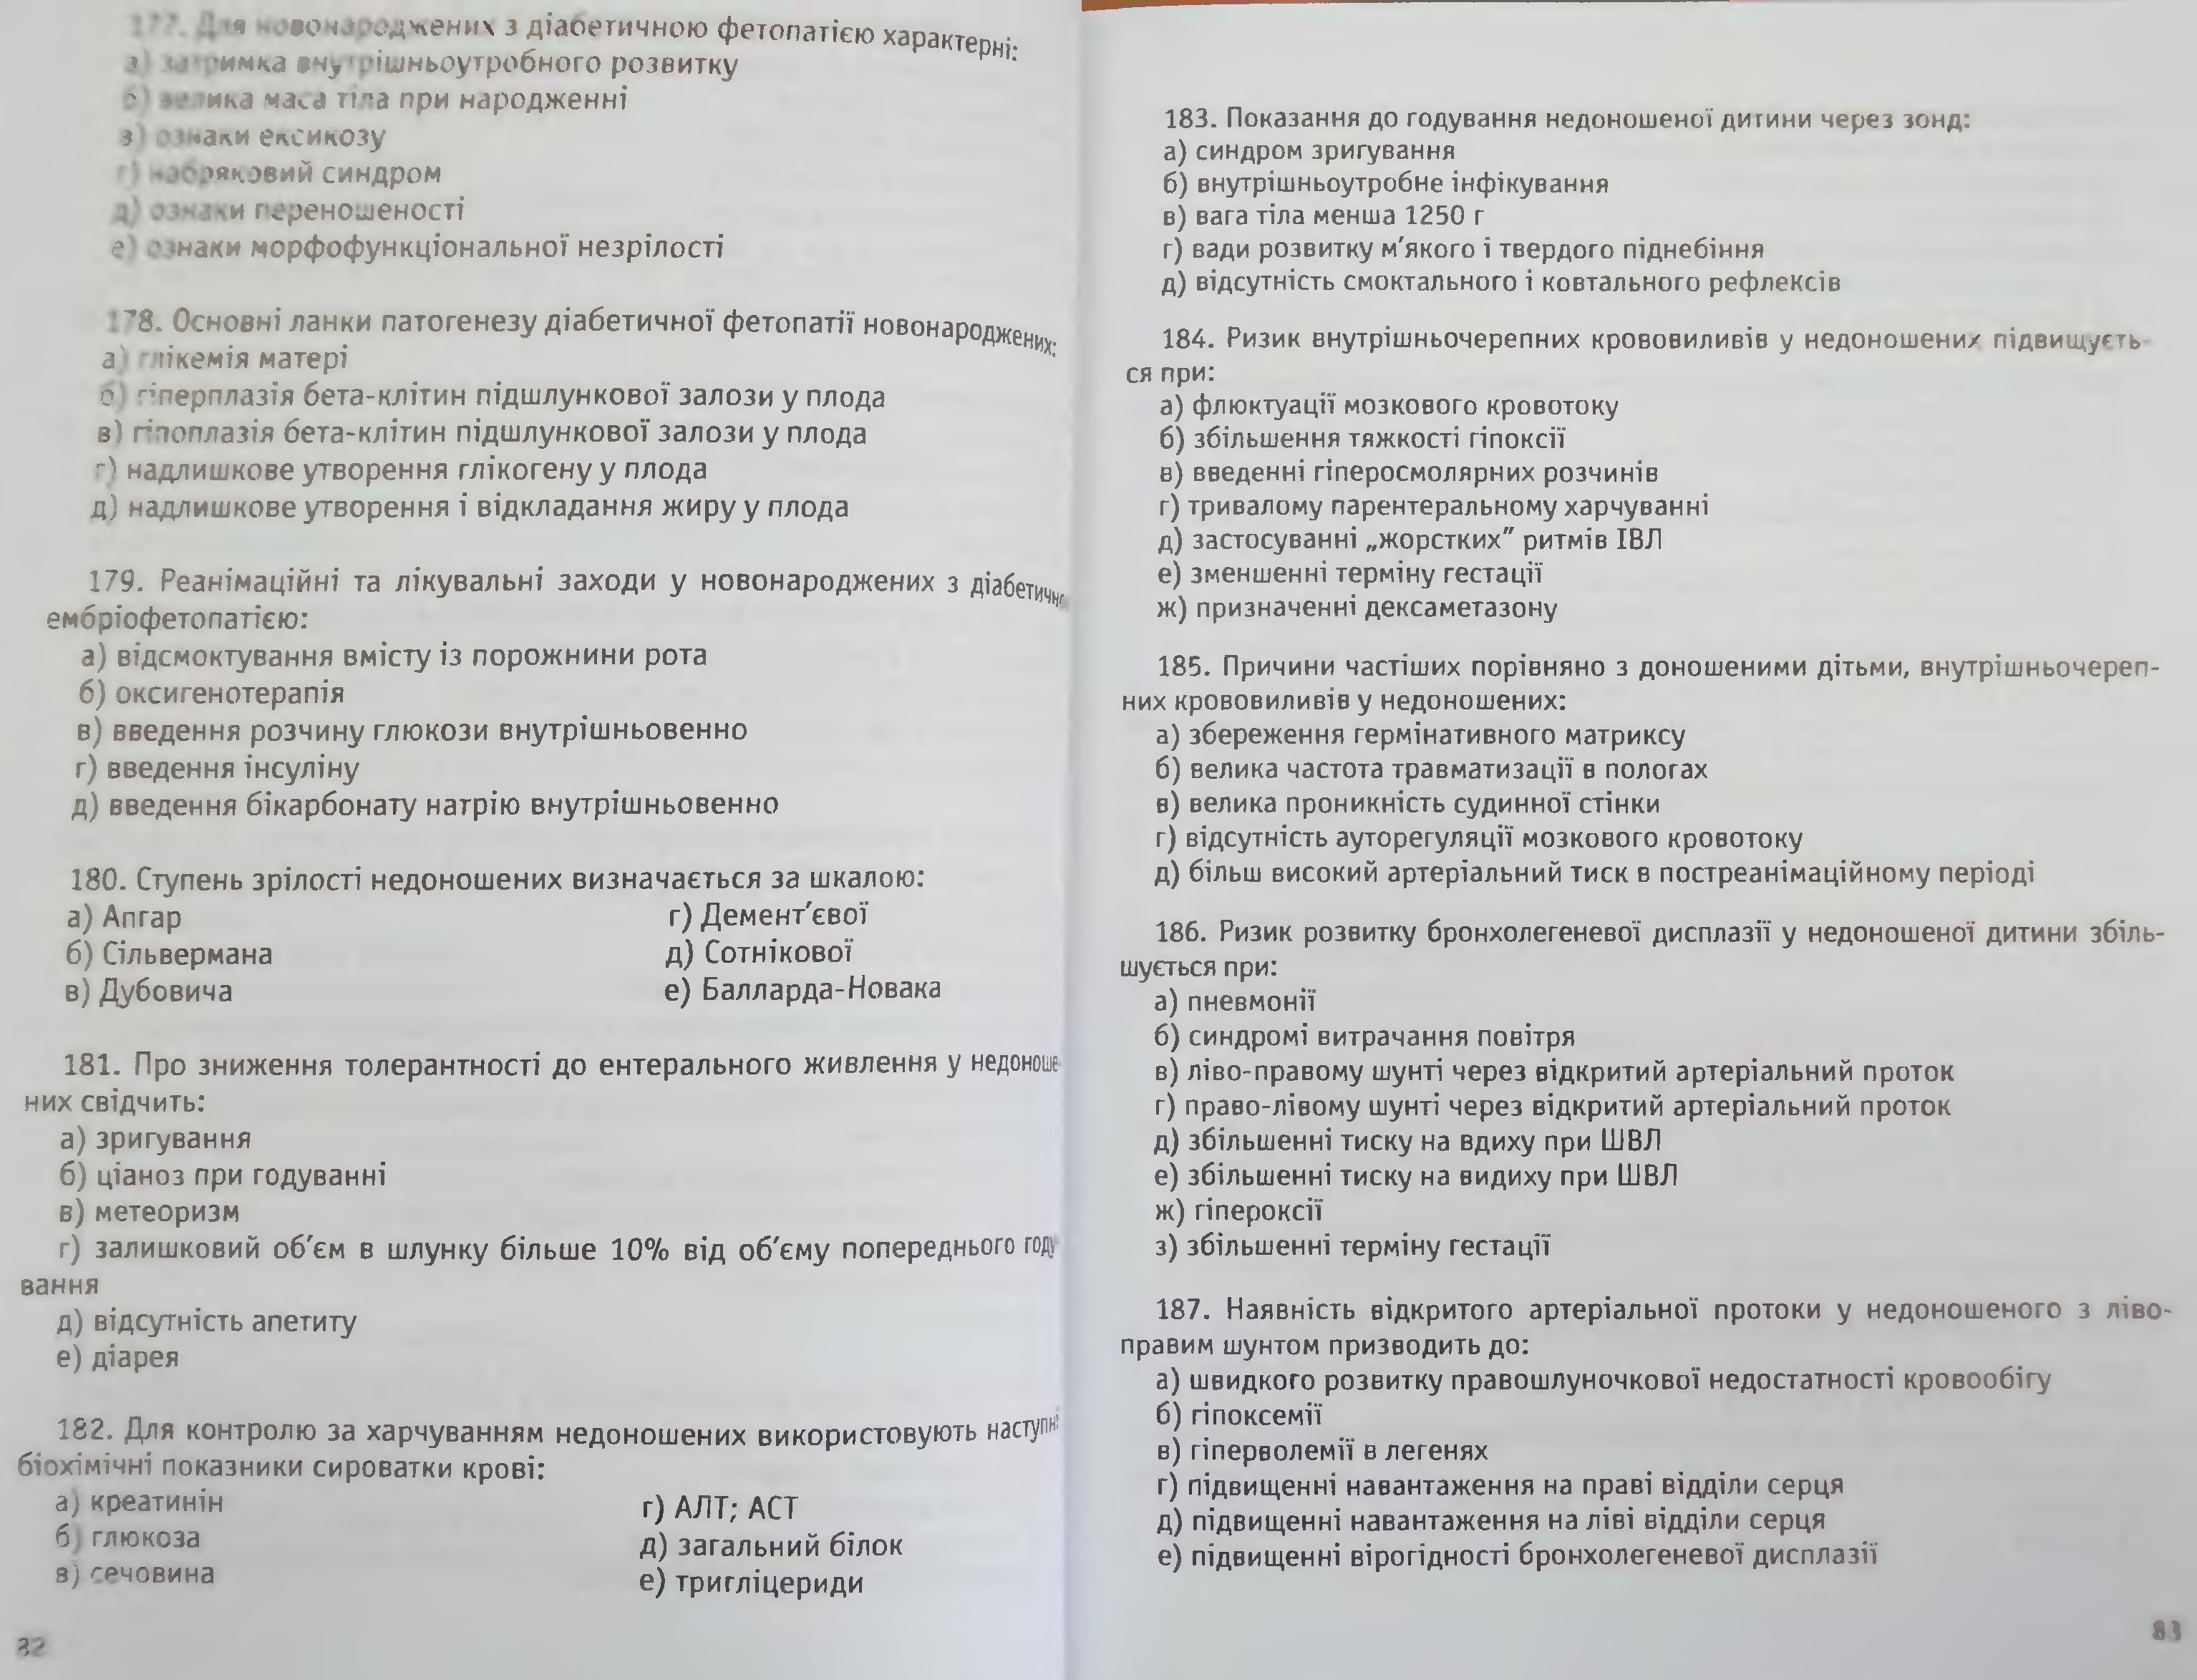 177. Для новонароджених з діабетичною фетопатією характерні:
а) затримка внутрішньоутробного розвитку
б) велика маса тіла при народженні
в) ознаки ексикозу
г) набряковий синдром
д) ознаки переношеності
е) ознаки морфофункціональної незрілості
178. Основні ланки патогенезу діабетичної фетопатії новонароджених:
а) глікемія матері
б) гіперплазія бета-клітин підшлункової залози у плода
в) гіпоплазія бета-клітин підшлункової залози у плода
г) надлишкове утворення глікогену у плода
д) надлишкове утворення і відкладання жиру у плода
179. Реанімаційні та лікувальні заходи у новонароджених з
ембріофетопатією:
а) відсмоктування вмісту із порожнини рота
б) оксигенотерапія
в) введення розчину глюкози внутрішньовенно
г) введення інсуліну
д) введення бікарбонату натрію внутрішньовенно
180. Ступень зрілості недоношених визначається за шкалою:
а) Апгар
б) Сільвермана
в) Дубовича
г) Демент'євої
д) Сотнікової
е) Балларда-Новака
181. Про зниження толерантності до ентерального живлення у недоноше-
них свідчить:
а) зригування
б) ціаноз при годуванні
в) метеоризм
г) залишковий об'єм в шлунку більше 10% від об'єму попереднього году-
вання
д) відсутність апетиту
е) діарея
182. Для контролю за харчуванням недоношених використовують наступні
біохімічні показники сироватки крові:
а) креатинін
б) глюкоза
в) сечовина
г) АЛТ; АСТ
д) загальний білок
е) тригліцериди
82
183. Показання до годування недоношеної дитини через зонд:
а) синдром зригування
б) внутрішньоутробне інфікування
в) вага тіла менша 1250 г
г) вади розвитку м'якого і твердого піднебіння
д) відсутність смоктального і ковтального рефлексів
184. Ризик внутрішньочерепних крововиливів у недоношених підвищуєть-
ся при:
а) флюктуації мозкового кровотоку
б) збільшення тяжкості гіпоксії
в) введенні гіперосмолярних розчинів
г) тривалому парентеральному харчуванні
д) застосуванні „жорстких" ритмів ІВЛ
е) зменшенні терміну гестації
ж) призначенні дексаметазону
185. Причини частіших порівняно з доношеними дітьми, внутрішньочереп-
них крововиливів у недоношених:
а) збереження гермінативного матриксу
б) велика частота травматизації в пологах
в) велика проникність судинної стінки
г) відсутність ауторегуляції мозкового кровотоку
д) більш високий артеріальний тиск в постреанімаційному періоді
186. Ризик розвитку бронхолегеневої дисплазії у недоношеної дитини збіль-
шується при:
а) пневмонії
б) синдромі витрачання повітря
в) ліво-правому шунті через відкритий артеріальний проток
г) право-лівому шунті через відкритий артеріальний проток
д) збільшенні тиску на вдиху при ШВЛ
е) збільшенні тиску на видиху при ШВЛ
ж) гіпероксії
з) збільшенні терміну гестації
187. Наявність відкритого артеріальної протоки у недоношеного з ліво-
правим шунтом призводить до:
а) швидкого розвитку правошлуночкової недостатності кровообігу
б) гіпоксемії
в) гіперволемії в легенях
г) підвищенні навантаження на праві відділи серця
д) підвищенні навантаження на ліві відділи серця
е) підвищенні вірогідності бронхолегеневої дисплазії
83